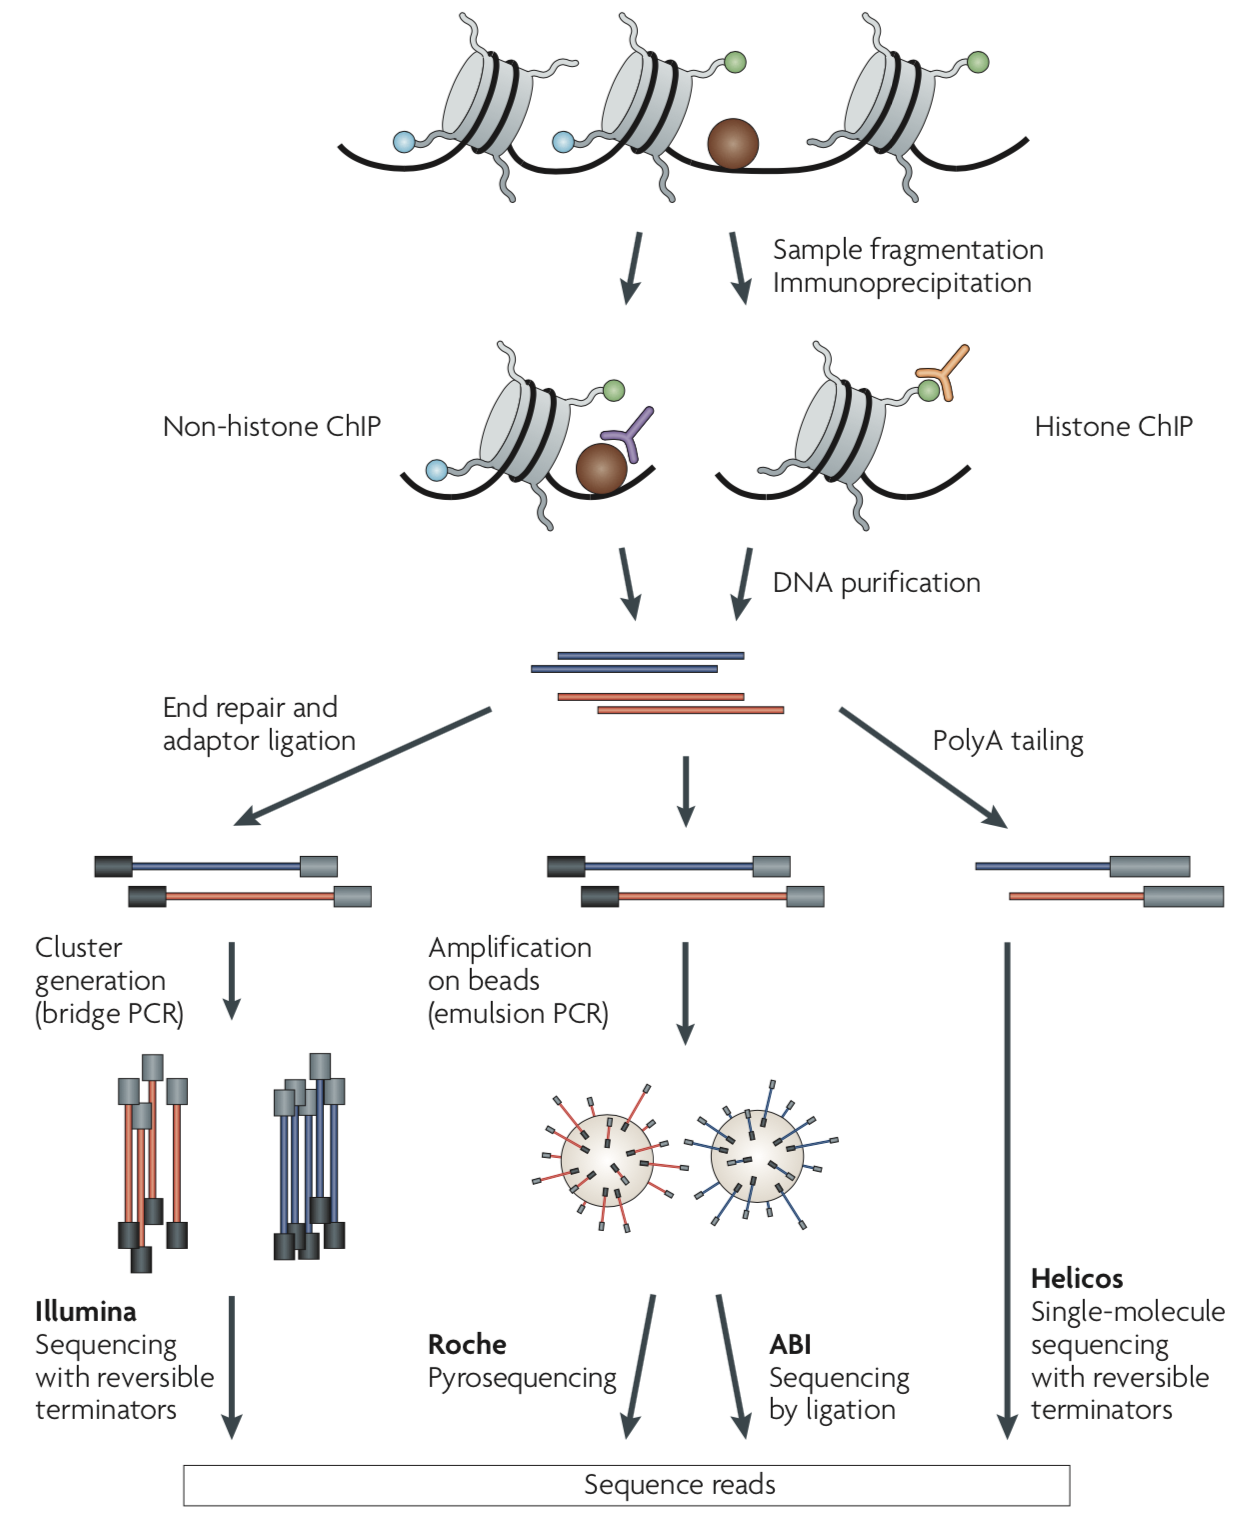 Sample fragmentation
Immunoprecipitation
Non-histone ChIP
Histone ChIP
DNA purification
End repair and
adaptor ligation
PolyA tailing
Cluster
generation
(bridge PCR)
Amplification
on beads
(emulsion PCR)
Illumina
Sequencing
with reversible
terminators
Roche
Pyrosequencing
ABI
Sequencing
by ligation
Helicos
Single-molecule
sequencing
with reversible
terminators
Sequence reads